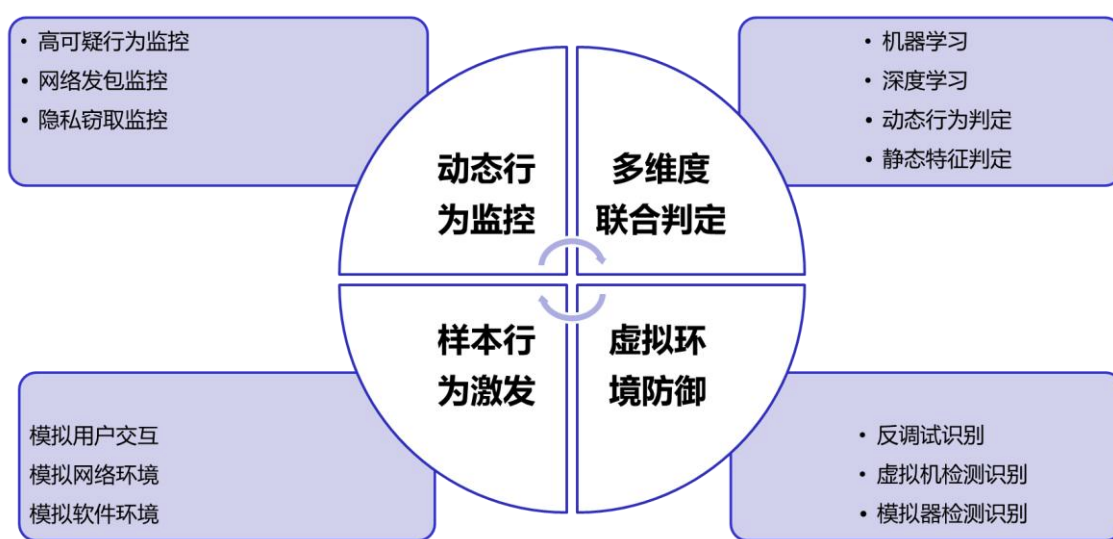 • 高可疑行为监控
• 网络发包监控
• 隐私窃取监控
• 机器学习
• 深度学习
• 动态行为判定
• 静态特征判定
动态行
为监控
多维度
联合判定
样本行
为激发
虚拟环
境防御
模拟用户交互
模拟网络环境
模拟软件环境
• 反调试识别
• 虚拟机检测识别
• 模拟器检测识别